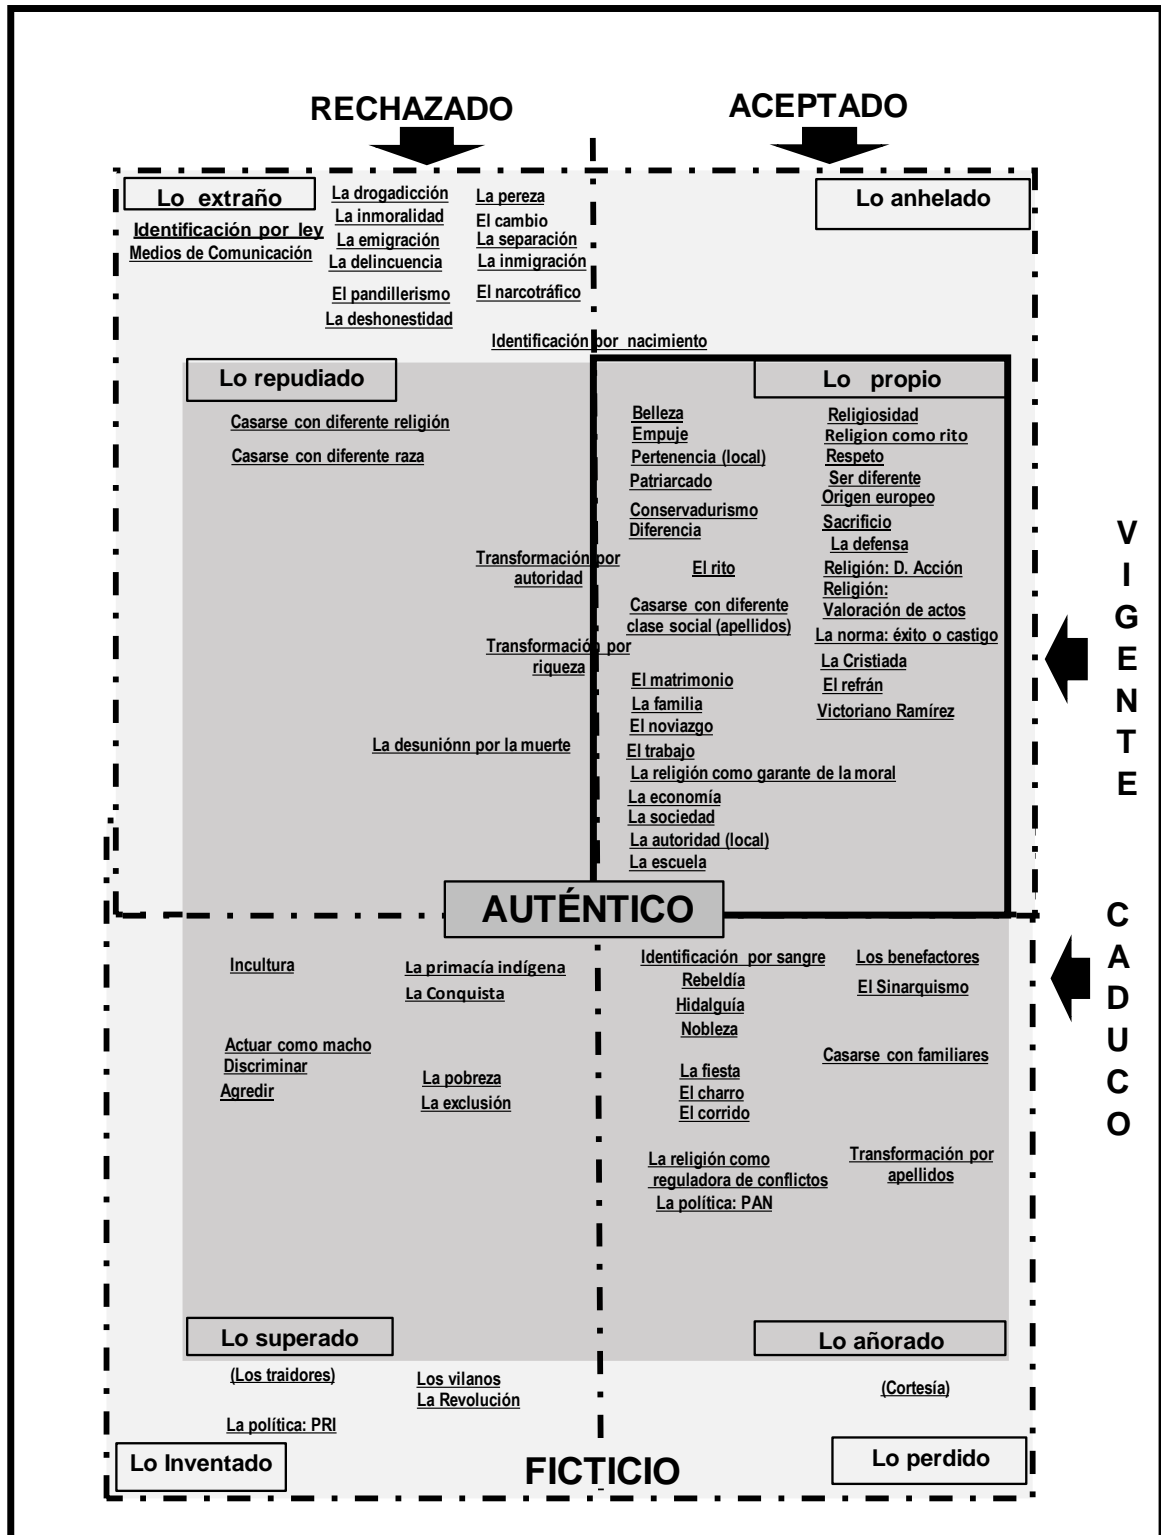 RECHAZADO
ACEPTADO
Lo extraño
Identificación por ley
Medios de Comunicación
La drogadicción
La inmoralidad
La emigración
La delincuencia
El pandillerismo
La deshonestidad
La pereza
El cambio
La separación
La inmigración
El narcotráfico
Lo anhelado
Identificación por nacimiento
Lo repudiado
Casarse con diferente religión
Casarse con diferente raza
Transformación por
autoridad
Transformación por
riqueza
La desuniónn por la muerte
Lo propio
Belleza
Empuje
Pertenencia (local)
Patriarcado
Conservadurismo
Diferencia
El rito
Casarse con diferente
clase social (apellidos)
El matrimonio
La familia
El noviazgo
El trabajo
La religión como garante de la moral
La economía
La sociedad
La autoridad (local)
La escuela
Religiosidad
Religion como rito
Respeto
Ser diferente
Origen europeo
Sacrificio
La defensa
Religión: D. Acción
Religión:
Valoración de actos
La norma: éxito o castigo
La Cristiada
El refrán
Victoriano Ramírez
VIGENTE
AUTÉNTICO
CADUCO
Incultura
La primacía indígena
La Conquista
Actuar como macho
Discriminar
Agredir
La pobreza
La exclusión
Identificación por sangre
Rebeldía
Hidalguía
Nobleza
La fiesta
El charro
El corrido
La religión como
reguladora de conflictos
La política: PAN
Los benefactores
El Sinarquismo
Casarse con familiares
Transformación por
apellidos
Lo superado
(Los traidores)
Los vilanos
La Revolución
La política: PRI
Lo Inventado
Lo añorado
(Cortesía)
FICTICIO
Lo perdido